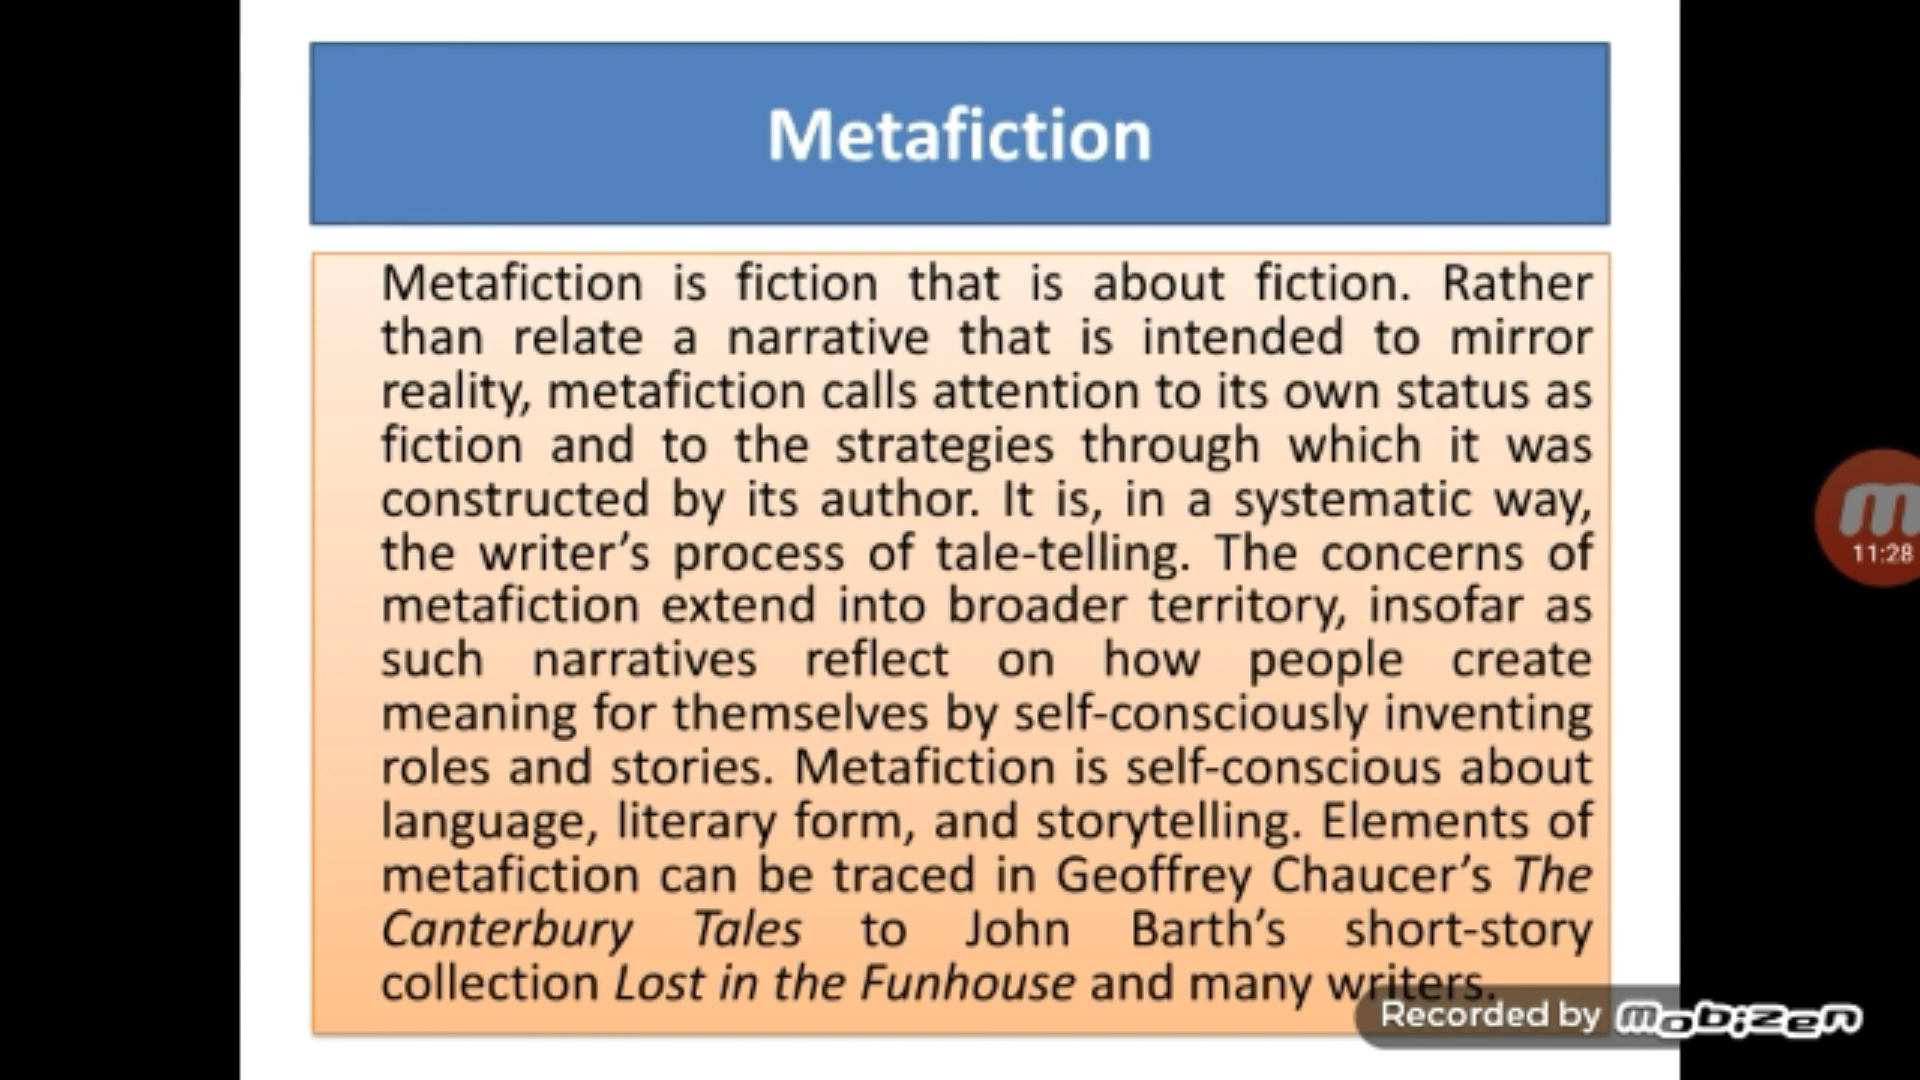 Metafiction
Metafiction is fiction that is about fiction. Rather
than relate a narrative that is intended to mirror
reality, metafiction calls attention to its own status as
fiction and to the strategies through which it was
constructed by its author. It is, in a systematic way,
the writer’s process of tale-telling. The concerns of
metafiction extend into broader territory, insofar as
such narratives reflect on how people create
meaning for themselves by self-consciously inventing
roles and stories. Metafiction is self-conscious about
language, literary form, and storytelling. Elements of
metafiction can be traced in Geoffrey Chaucer’s The
Canterbury Tales to John Barth’s short-story
collection Lost in the Funhouse and many writers.
m
11:28
Recorded by mobizen